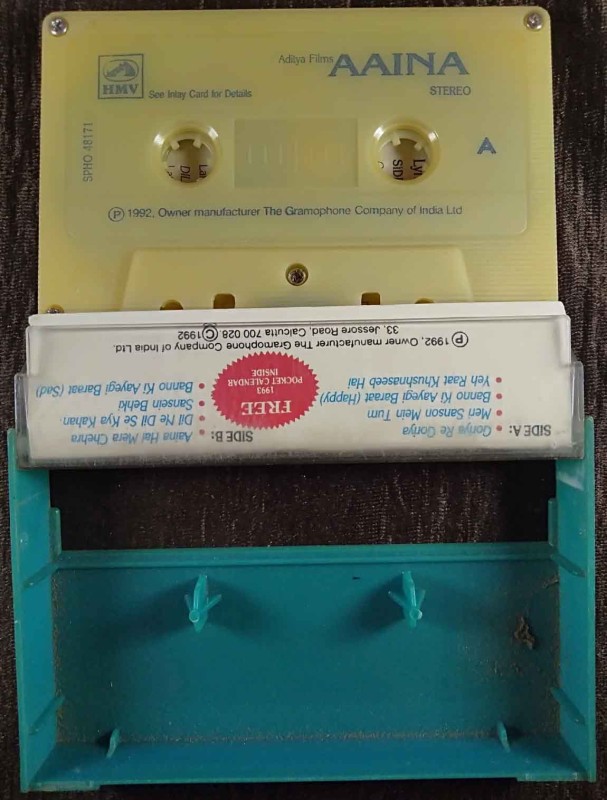 Aditya Films AAINA
HMV
See Inlay Card for Details
STEREO
SPHO 48171
A
Ⓟ 1992, Owner manufacturer The Gramophone Company of India Ltd
SIDE A:
• Goriya Re Goriya
• Meri Sanson Mein Tum
• Banno Ki Aayegi Baraat (Happy)
• Yeh Raat Khushnaseeb Hai
FREE
1993
POCKET CALENDAR
INSIDE
SIDE B:
• Aaina Hai Mera Chehra
• Dil Ne Dil Se Kya Kahan.
• Sansein Behki
• Banno Ki Aayegi Baraat (Sad)
Ⓟ 1992, Owner manufacturer The Gramophone Company of India Ltd.
33, Jessore Road, Calcutta 700 028 Ⓒ 1992